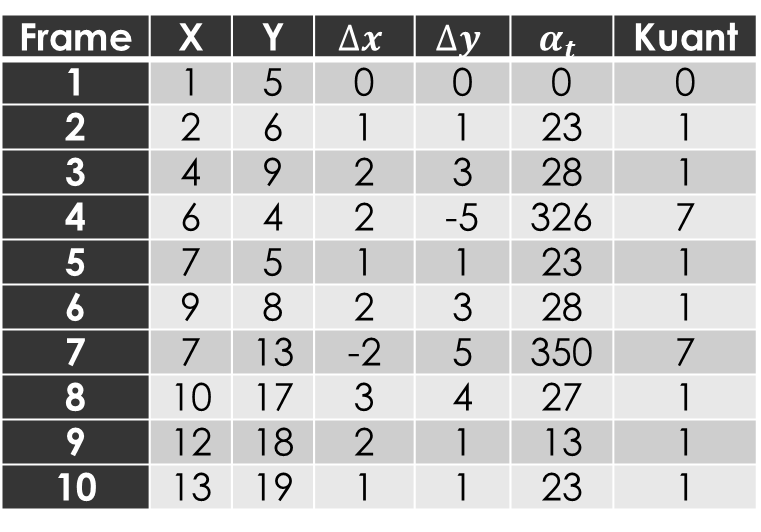 Frame X Y Δx Δy αt Kuant
1 1 5 0 0 0 0
2 2 6 1 1 23 1
3 4 9 2 3 28 1
4 6 4 2 -5 326 7
5 7 5 1 1 23 1
6 9 8 2 3 28 1
7 7 13 -2 5 350 7
8 10 17 3 4 27 1
9 12 18 2 1 13 1
10 13 19 1 1 23 1